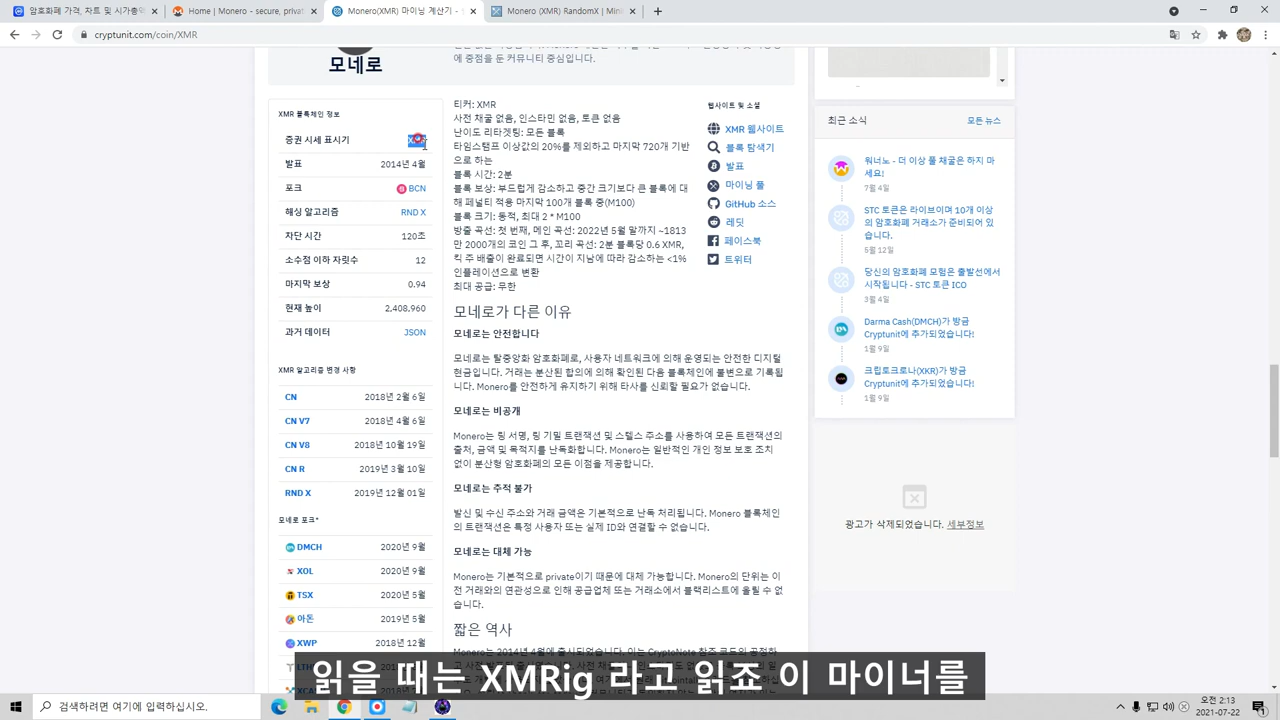 암호화폐 가격, 차트 및 시가총액
Home | Monero - secure, privat
모네로(XMR) 마이닝 계산기 - s
Monero (XMR) RandomX | Mini
cryptunit.com/coin/XMR
모네로
에 중점을 둔 커뮤니티 중심입니다.
XMR 블록체인 정보
증권 시세 표시기
발표 2014년 4월
포크 BCN
해싱 알고리즘 RND X
차단 시간 120초
소수점 이하 자릿수 12
마지막 보상 0.94
현재 높이 2,408,960
과거 데이터 JSON
XMR 알고리즘 변경 사항
CN 2018년 2월 6일
CN V7 2018년 4월 6일
CN V8 2018년 10월 19일
CN R 2019년 3월 10일
RND X 2019년 12월 01일
모네로 포크*
DMCH 2020년 9월
XOL 2020년 9월
TSX 2020년 5월
아돈 2019년 5월
XWP 2018년 12월
티커: XMR
사전 채굴 없음, 인스타민 없음, 토큰 없음
난이도 리타겟팅: 모든 블록
타임스탬프 이상값의 20%를 제외하고 마지막 720개 기반
으로 하는
블록 시간: 2분
블록 보상: 부드럽게 감소하고 중간 크기보다 큰 블록에 대
해 페널티 적용 마지막 100개 블록 중(M100)
블록 크기: 동적, 최대 2 * M100
방출 곡선: 첫 번째, 메인 곡선: 2022년 5월 말까지 ~1813
만 2000개의 코인 그 후, 꼬리 곡선: 2분 블록당 0.6 XMR,
킥 주 배출이 완료되면 시간이 지남에 따라 감소하는 <1%
인플레이션으로 변환
최대 공급: 무한
모네로가 다른 이유
모네로는 안전합니다
모네로는 탈중앙화 암호화폐로, 사용자 네트워크에 의해 운영되는 안전한 디지털
현금입니다. 거래는 분산된 합의에 의해 확인된 다음 블록체인에 불변으로 기록됩
니다. Monero를 안전하게 유지하기 위해 타사를 신뢰할 필요가 없습니다.
모네로는 비공개
Monero는 링 서명, 링 기밀 트랜잭션 및 스텔스 주소를 사용하여 모든 트랜잭션의
출처, 금액 및 목적지를 난독화합니다. Monero는 일반적인 개인 정보 보호 조치
없이 분산형 암호화폐의 모든 이점을 제공합니다.
모네로는 추적 불가
발신 및 수신 주소와 거래 금액은 기본적으로 난독 처리됩니다. Monero 블록체인
의 트랜잭션은 특정 사용자 또는 실제 ID와 연결할 수 없습니다.
모네로는 대체 가능
Monero는 기본적으로 private이기 때문에 대체 가능합니다. Monero의 단위는 이
전 거래와의 연관성으로 인해 공급업체 또는 거래소에서 블랙리스트에 올릴 수 없
습니다.
짧은 역사
웹사이트 및 소셜
XMR 웹사이트
블록 탐색기
발표
마이닝 풀
GitHub 소스
레딧
페이스북
트위터
최근 소식 모든 뉴스
워너노 - 더 이상 풀 채굴은 하지 마
세요!
7월 4일
STC 토큰은 라이브이며 10개 이상
의 암호화폐 거래소가 준비되어 있
습니다.
5월 12일
당신의 암호화폐 모험은 출발선에서
시작됩니다 - STC 토큰 ICO
3월 4일
Darma Cash(DMCH)가 방금
Cryptunit에 추가되었습니다!
1월 9일
크립토크로나(XKR)가 방금
Cryptunit에 추가되었습니다!
1월 9일
광고가 삭제되었습니다. 세부정보
읽을 때는 XMRig 라고 읽죠 이 마이너를
검색하려면 여기에 입력하십시오.
오전 2:13
2021-07-22